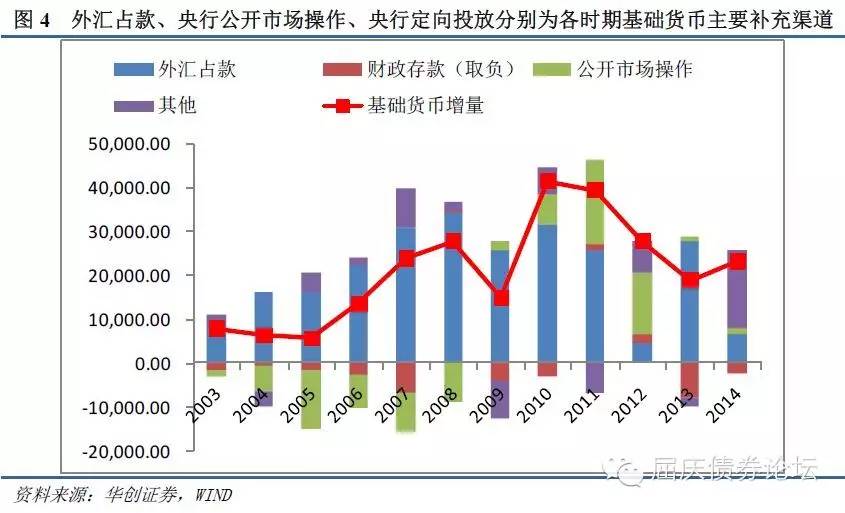 图 4 外汇占款、央行公开市场操作、央行定向投放分别为各时期基础货币主要补充渠道
外汇占款 财政存款（取负） 公开市场操作
其他 基础货币增量
50,000.00
40,000.00
30,000.00
20,000.00
10,000.00
0.00
-10,000.00
-20,000.00
2003 2004 2005 2006 2007 2008 2009 2010 2011 2012 2013 2014
屈庆债券论坛
资料来源：华创证券，WIND